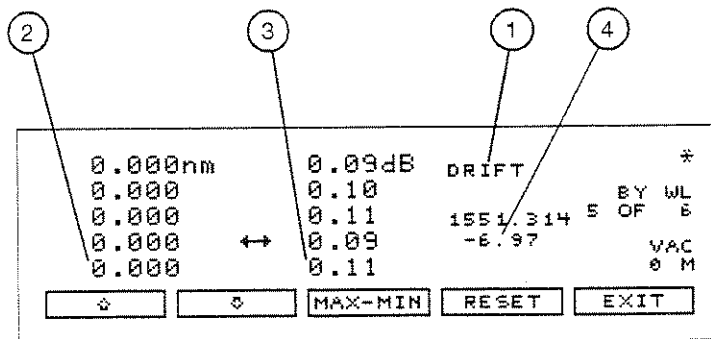 2 3 1 4
0.000nm 0.09dB DRIFT *
0.000 0.10 BY WL
0.000 0.11 1551.314 5 OF 6
0.000 ↔ 0.09 -6.97 VAC
0.000 0.11 0 M
MAX-MIN RESET EXIT